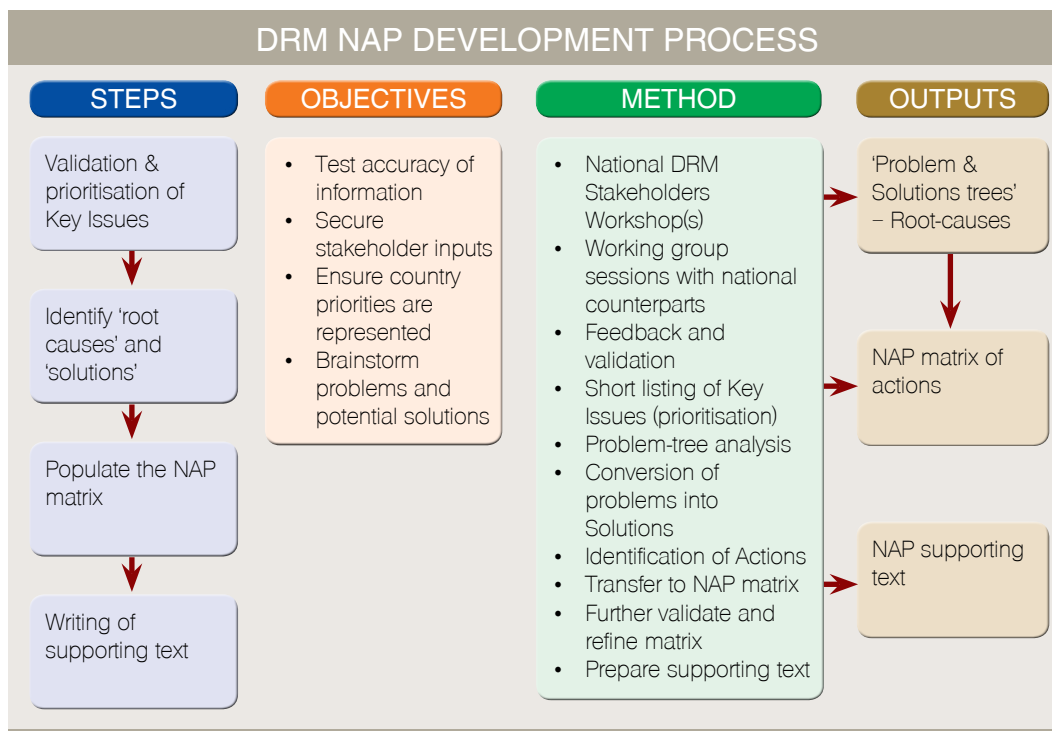 DRM NAP DEVELOPMENT PROCESS
STEPS
Validation &
prioritisation of
Key Issues
Identify ‘root
causes’ and
‘solutions’
Populate the NAP
matrix
Writing of
supporting text
OBJECTIVES
• Test accuracy of
information
• Secure
stakeholder inputs
• Ensure country
priorities are
represented
• Brainstorm
problems and
potential solutions
METHOD
• National DRM
Stakeholders
Workshop(s)
• Working group
sessions with national
counterparts
• Feedback and
validation
• Short listing of Key
Issues (prioritisation)
• Problem-tree analysis
• Conversion of
problems into
Solutions
• Identification of Actions
• Transfer to NAP matrix
• Further validate and
refine matrix
• Prepare supporting text
OUTPUTS
‘Problem &
Solutions trees’
– Root-causes
NAP matrix of
actions
NAP supporting
text